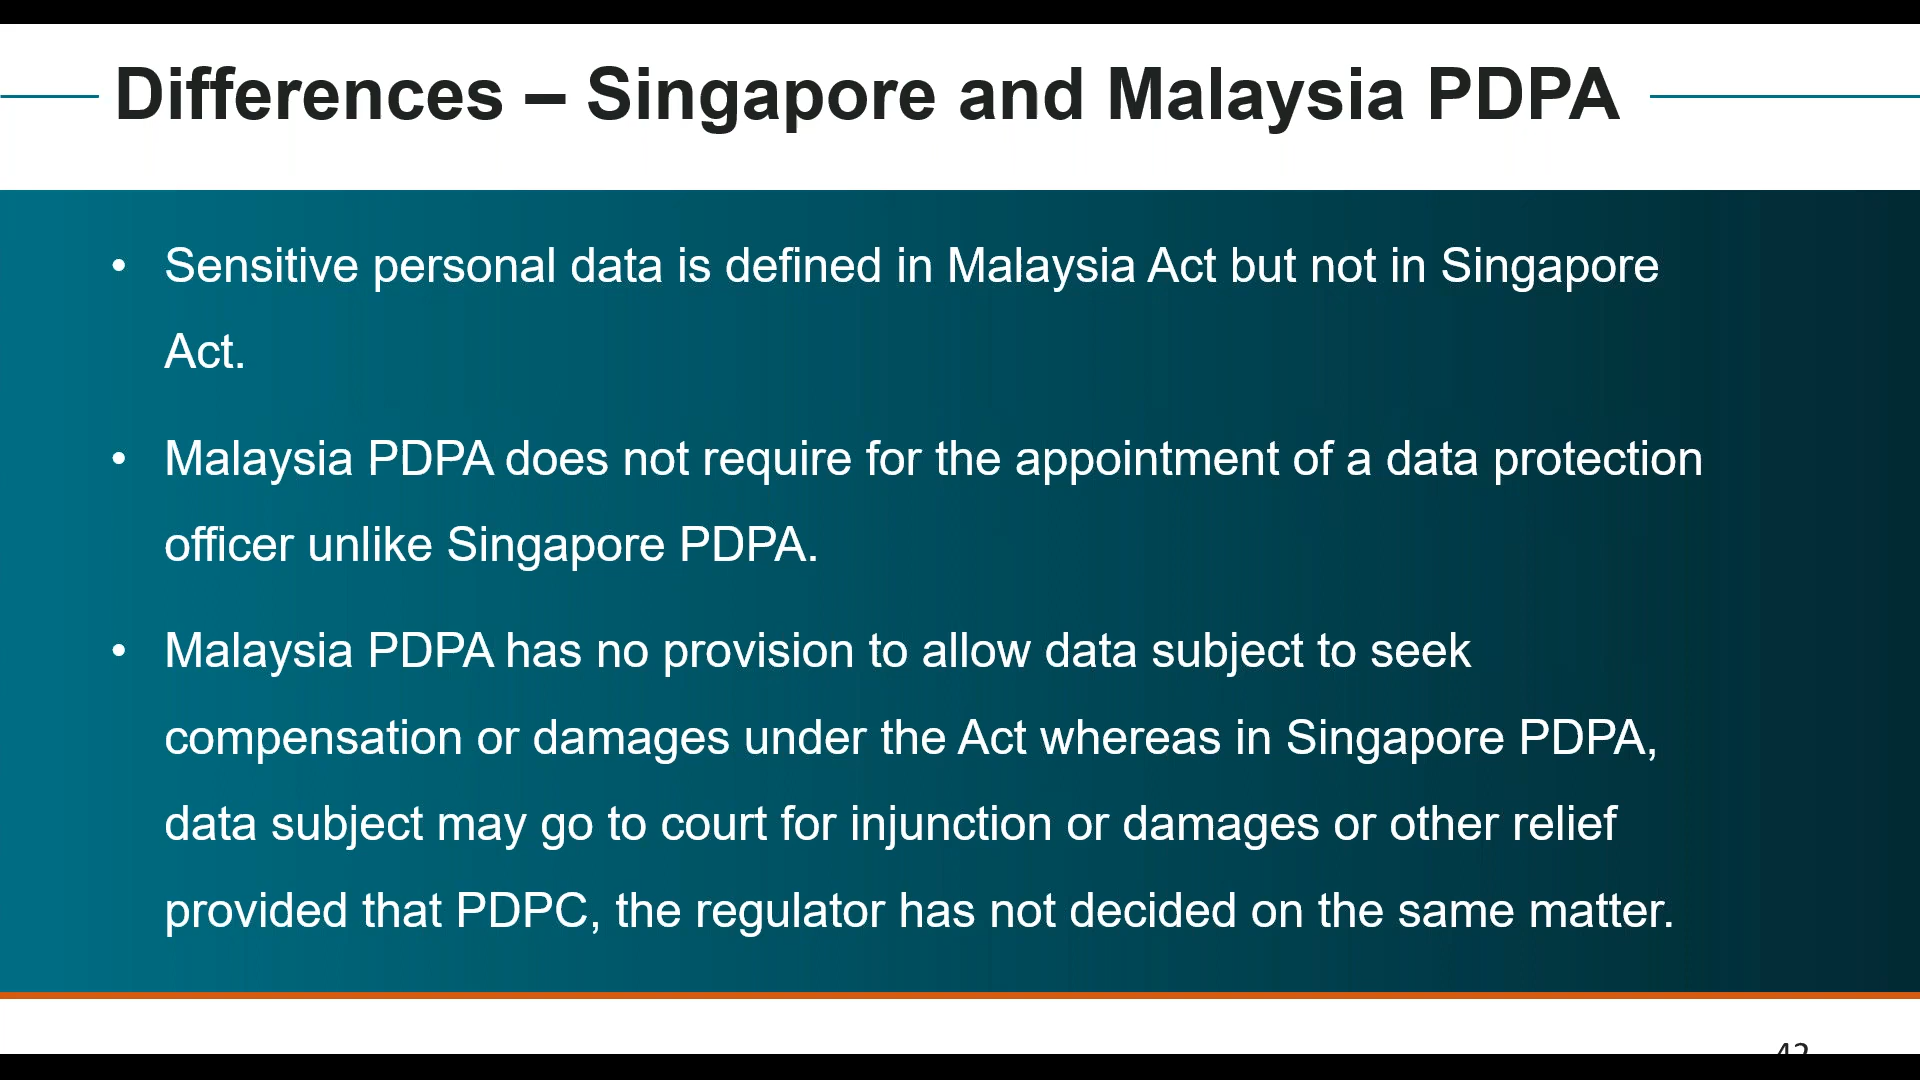 Differences – Singapore and Malaysia PDPA
• Sensitive personal data is defined in Malaysia Act but not in Singapore
Act.
• Malaysia PDPA does not require for the appointment of a data protection
officer unlike Singapore PDPA.
• Malaysia PDPA has no provision to allow data subject to seek
compensation or damages under the Act whereas in Singapore PDPA,
data subject may go to court for injunction or damages or other relief
provided that PDPC, the regulator has not decided on the same matter.
42